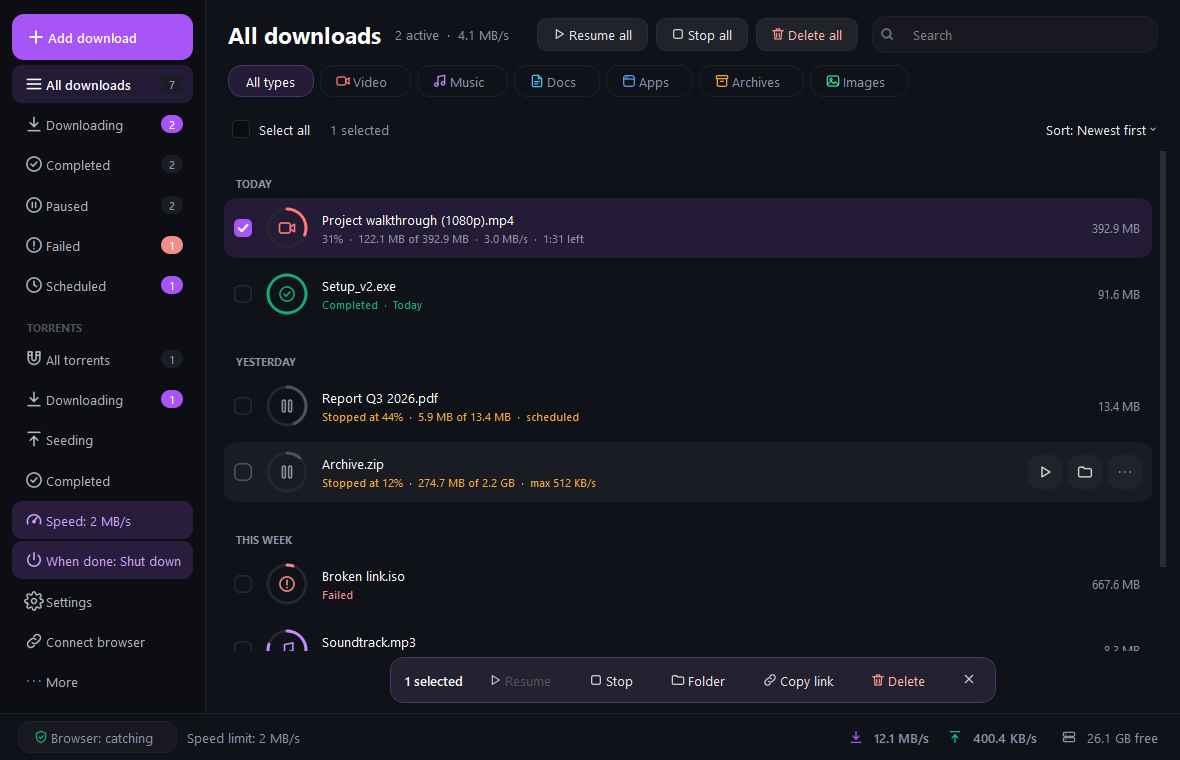 Add download
All downloads 7
Downloading 2
Completed 2
Paused 2
Failed 1
Scheduled 1
TORRENTS
All torrents 1
Downloading 1
Seeding
Completed
Speed: 2 MB/s
When done: Shut down
Settings
Connect browser
More
All downloads 2 active · 4.1 MB/s Resume all Stop all Delete all Search
All types Video Music Docs Apps Archives Images
Select all 1 selected Sort: Newest first
TODAY
Project walkthrough (1080p).mp4
31% · 122.1 MB of 392.9 MB · 3.0 MB/s · 1:31 left
392.9 MB
Setup_v2.exe
Completed · Today
91.6 MB
YESTERDAY
Report Q3 2026.pdf
Stopped at 44% · 5.9 MB of 13.4 MB · scheduled
13.4 MB
Archive.zip
Stopped at 12% · 274.7 MB of 2.2 GB · max 512 KB/s
THIS WEEK
Broken link.iso
Failed
667.6 MB
Soundtrack.mp3
1 selected Resume Stop Folder Copy link Delete
Browser: catching Speed limit: 2 MB/s 12.1 MB/s 400.4 KB/s 26.1 GB free